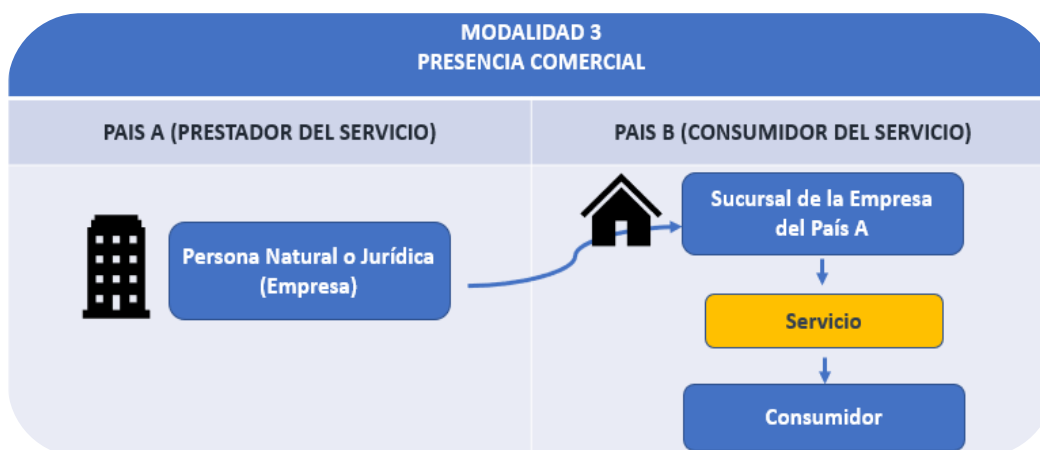 MODALIDAD 3
PRESENCIA COMERCIAL
PAIS A (PRESTADOR DEL SERVICIO)
PAIS B (CONSUMIDOR DEL SERVICIO)
Persona Natural o Jurídica
(Empresa)
Sucursal de la Empresa
del País A
Servicio
Consumidor